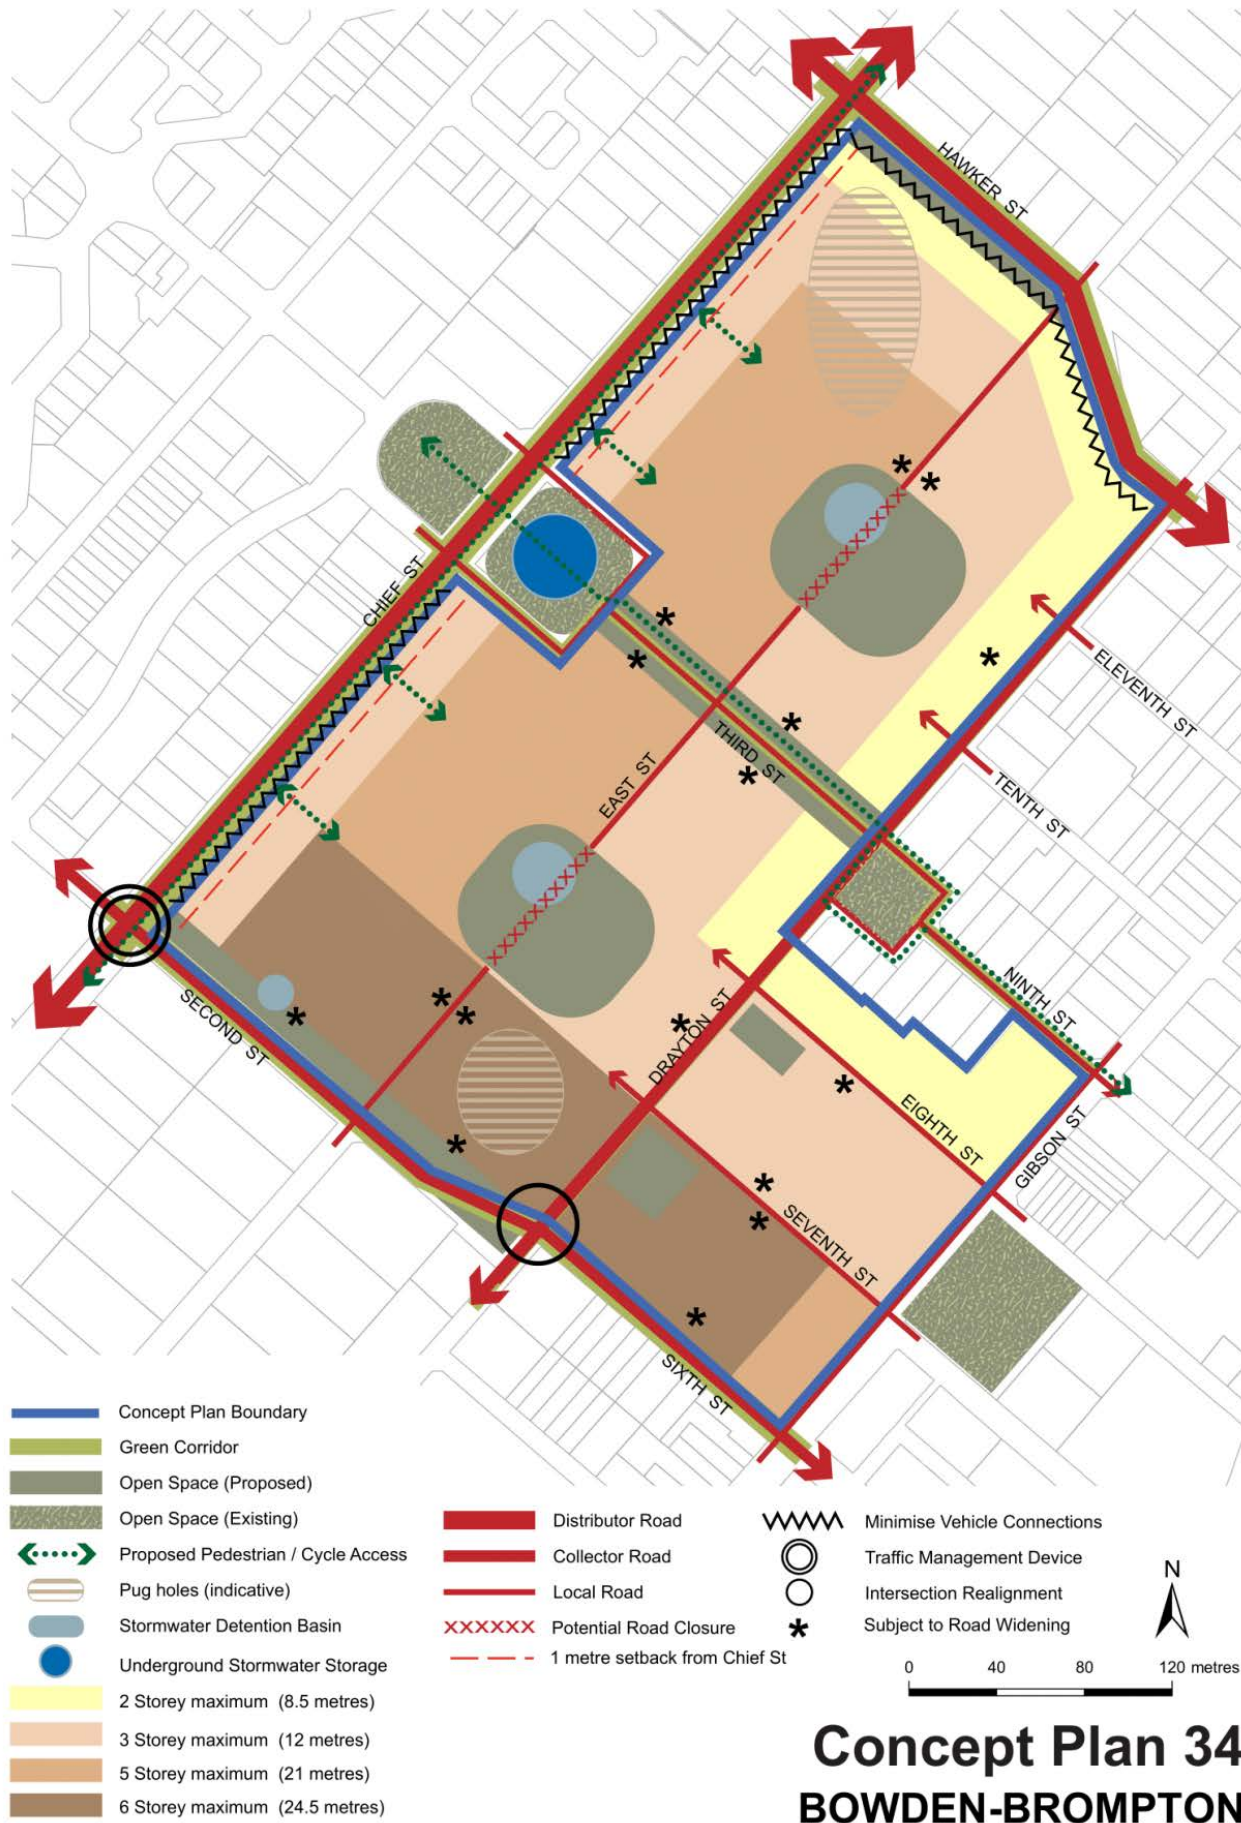 HAWKER ST
CHIEF ST
ELEVENTH ST
THIRD ST
TENTH ST
EAST ST
NINTH ST
SECOND ST
DRAYTON ST
EIGHTH ST
GIBSON ST
SEVENTH ST
SIXTH ST
Concept Plan Boundary
Green Corridor
Open Space (Proposed)
Open Space (Existing)
Proposed Pedestrian / Cycle Access
Pug holes (indicative)
Stormwater Detention Basin
Underground Stormwater Storage
2 Storey maximum (8.5 metres)
3 Storey maximum (12 metres)
5 Storey maximum (21 metres)
6 Storey maximum (24.5 metres)
Distributor Road
Collector Road
Local Road
Potential Road Closure
1 metre setback from Chief St
Minimise Vehicle Connections
Traffic Management Device
Intersection Realignment
Subject to Road Widening
N
0 40 80 120 metres
Concept Plan 34
BOWDEN-BROMPTON